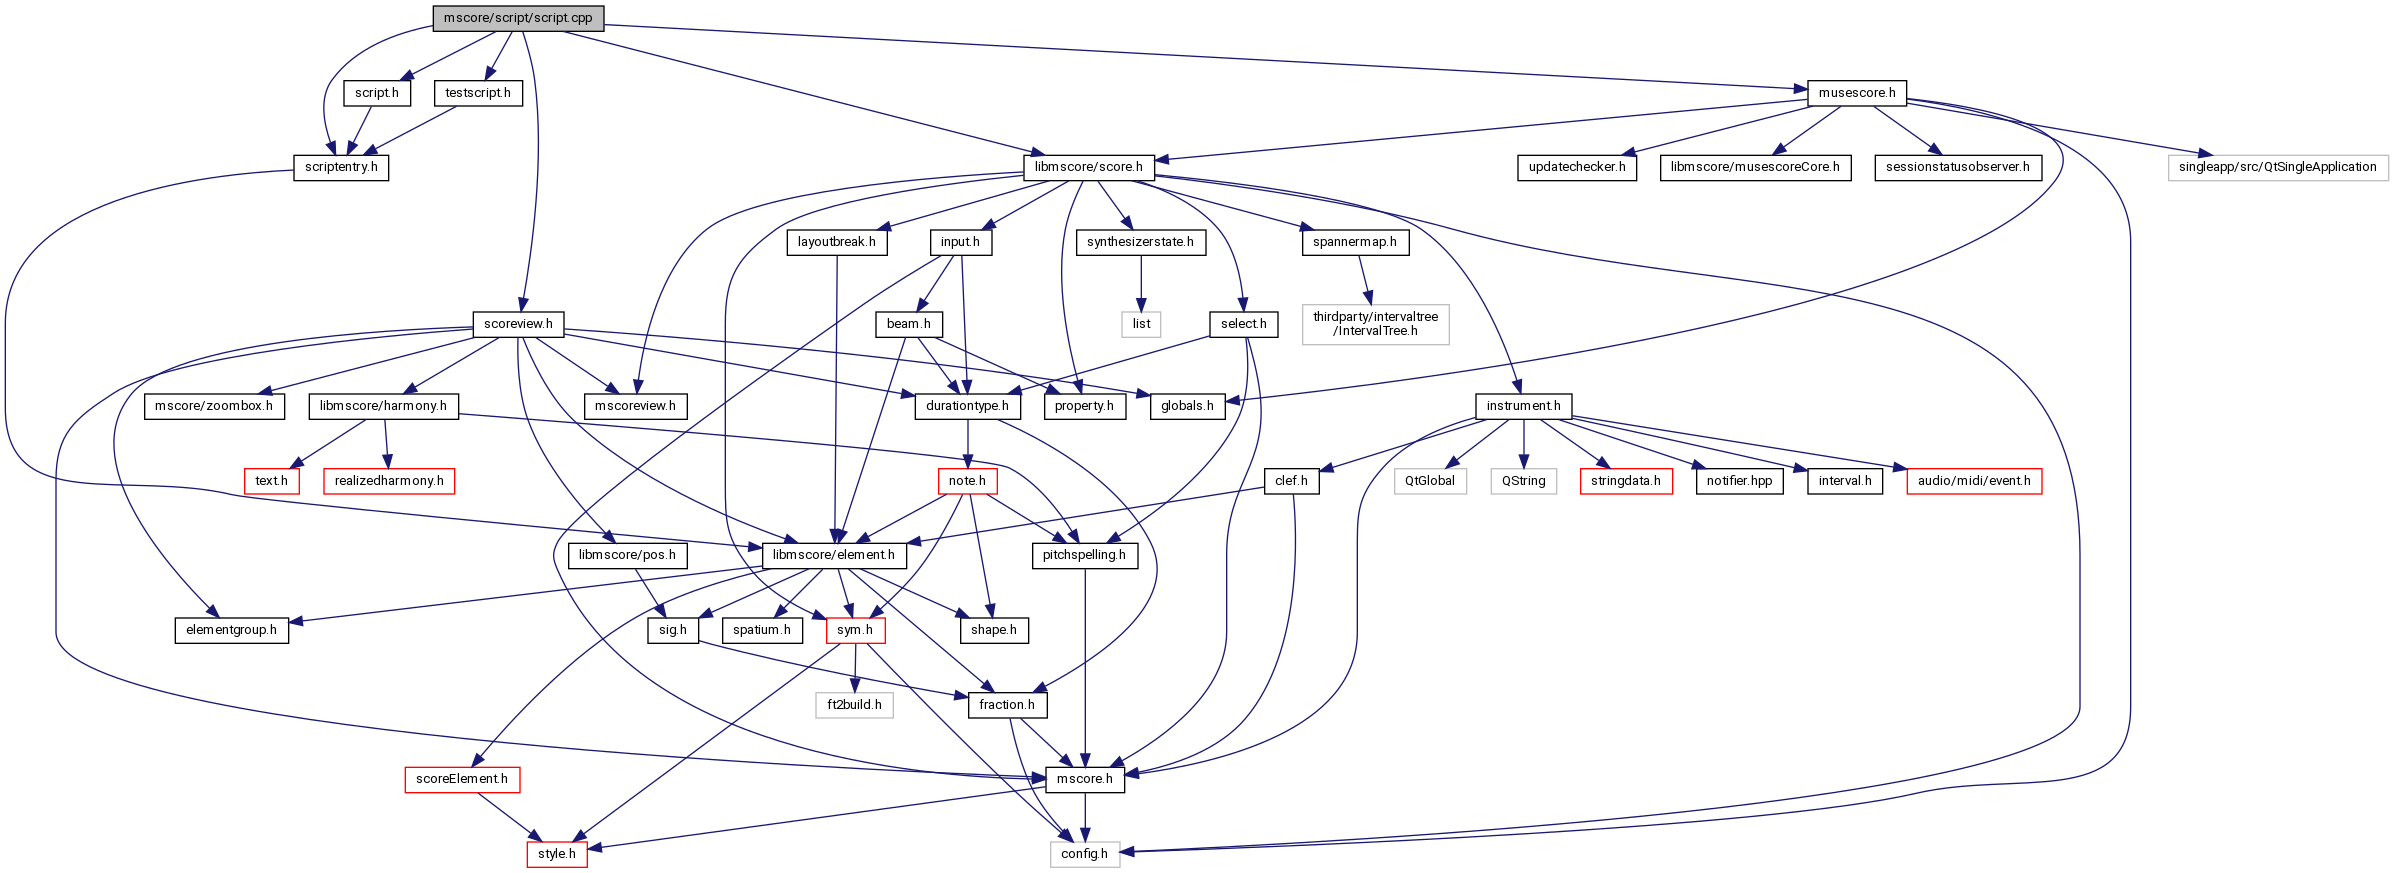 mscore/script/script.cpp
script.h
testscript.h
musescore.h
scriptentry.h
libmscore/score.h
updatechecker.h
libmscore/musescoreCore.h
sessionstatusobserver.h
singleapp/src/QtSingleApplication
layoutbreak.h
input.h
synthesizerstate.h
spannermap.h
scoreview.h
beam.h
list
select.h
thirdparty/intervaltree
/IntervalTree.h
mscore/zoombox.h
libmscore/harmony.h
mscoreview.h
durationtype.h
property.h
globals.h
instrument.h
text.h
realizedharmony.h
note.h
clef.h
QtGlobal
QString
stringdata.h
notifier.hpp
interval.h
audio/midi/event.h
libmscore/pos.h
libmscore/element.h
pitchspelling.h
elementgroup.h
sig.h
spatium.h
sym.h
shape.h
ft2build.h
fraction.h
scoreElement.h
mscore.h
style.h
config.h